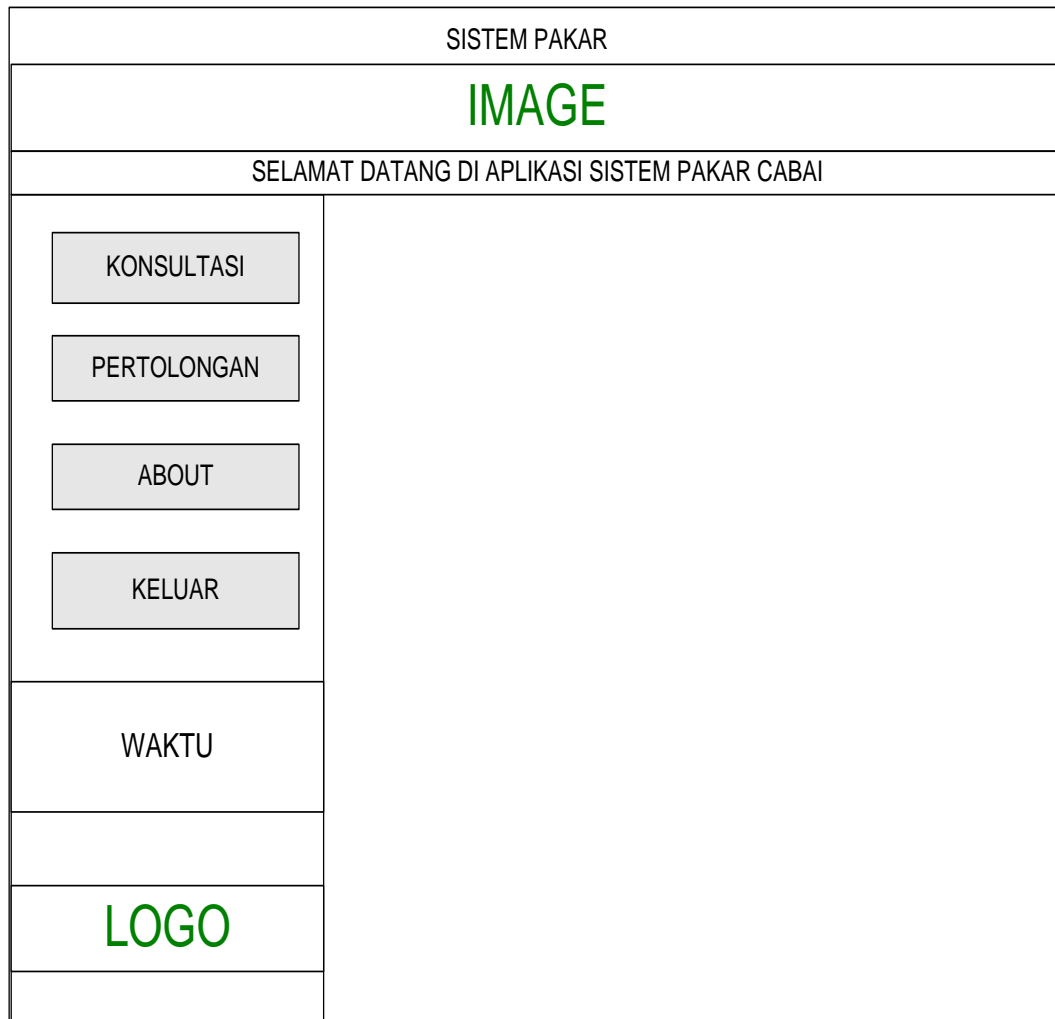 SISTEM PAKAR
IMAGE
SELAMAT DATANG DI APLIKASI SISTEM PAKAR CABAI
KONSULTASI
PERTOLONGAN
ABOUT
KELUAR
WAKTU
LOGO